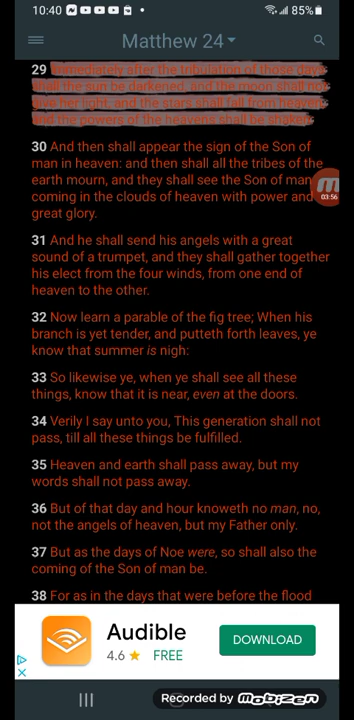 10:40
85%
Matthew 24
29 Immediately after the tribulation of those days
shall the sun be darkened, and the moon shall not
give her light, and the stars shall fall from heaven,
and the powers of the heavens shall be shaken:
30 And then shall appear the sign of the Son of
man in heaven: and then shall all the tribes of the
earth mourn, and they shall see the Son of man
coming in the clouds of heaven with power and
great glory.
03:56
31 And he shall send his angels with a great
sound of a trumpet, and they shall gather together
his elect from the four winds, from one end of
heaven to the other.
32 Now learn a parable of the fig tree; When his
branch is yet tender, and putteth forth leaves, ye
know that summer is nigh:
33 So likewise ye, when ye shall see all these
things, know that it is near, even at the doors.
34 Verily I say unto you, This generation shall not
pass, till all these things be fulfilled.
35 Heaven and earth shall pass away, but my
words shall not pass away.
36 But of that day and hour knoweth no man, no,
not the angels of heaven, but my Father only.
37 But as the days of Noe were, so shall also the
coming of the Son of man be.
38 For as in the days that were before the flood
Audible
4.6 ★ FREE
DOWNLOAD
Recorded by mobizen